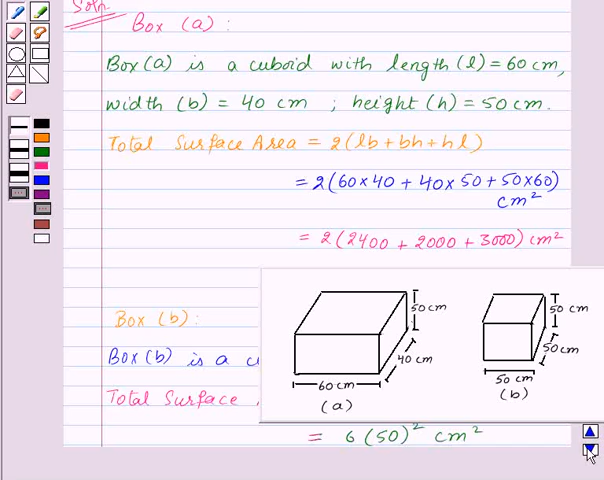 Soln
Box (a) :
Box (a) is a cuboid with length (l) = 60 cm,
width (b) = 40 cm ; height (h) = 50 cm.
Total Surface Area = 2(lb + bh + hl)
= 2(60×40 + 40×50 + 50×60)
cm²
= 2(2400 + 2000 + 3000) cm²
Box (b) :
Box (b) is a
Total Surface
= 6(50)² cm²
50 cm
40 cm
60 cm
(a)
50 cm
50 cm
50 cm
(b)